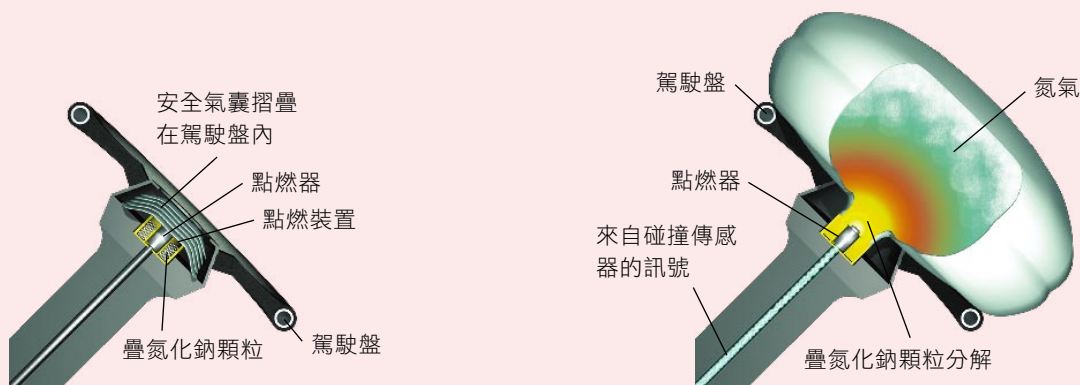 安全氣囊摺疊
在駕駛盤內
點燃器
點燃裝置
疊氮化鈉顆粒
駕駛盤
駕駛盤
氮氣
點燃器
來自碰撞傳感
器的訊號
疊氮化鈉顆粒分解